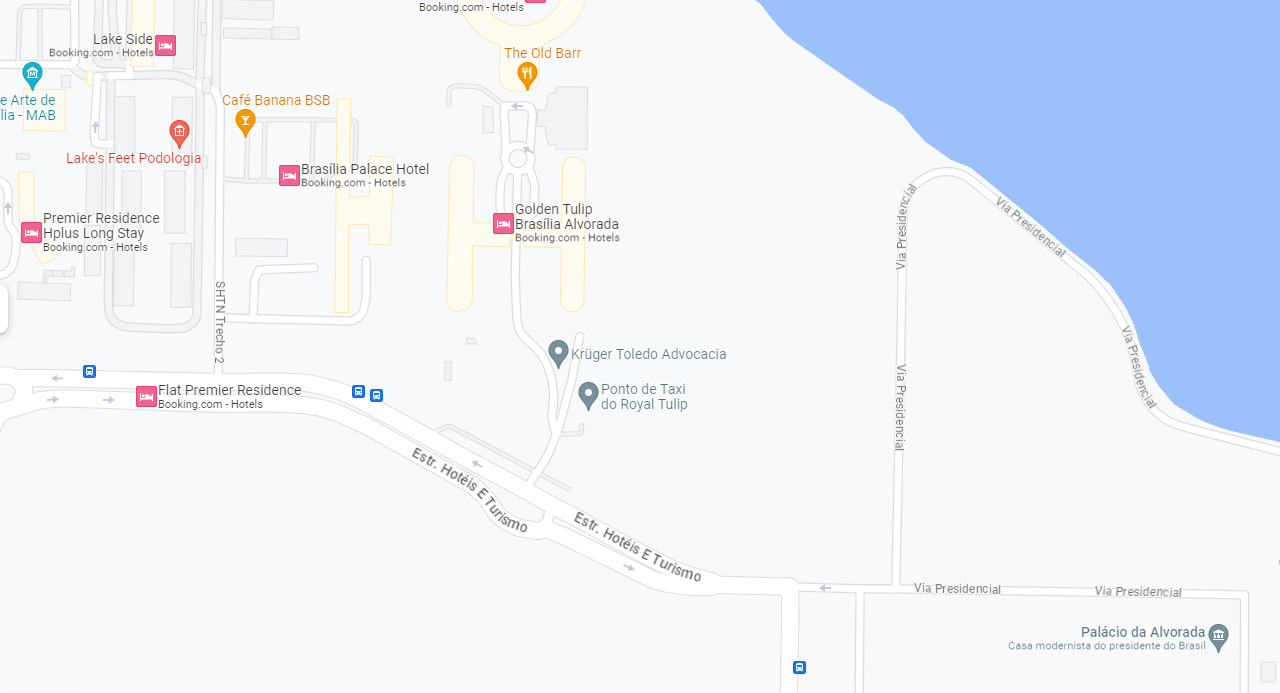 Booking.com - Hotels
Lake Side
Booking.com - Hotels
The Old Barr
e Arte de
lia - MAB
Café Banana BSB
Lake's Feet Podologia
Brasília Palace Hotel
Booking.com - Hotels
Premier Residence
Hplus Long Stay
Booking.com - Hotels
Golden Tulip
Brasília Alvorada
Booking.com - Hotels
Via Presidencial
Via Presidencial
SHTN Trecho 2
Via Presidencial
Via Presidencial
Krüger Toledo Advocacia
Ponto de Taxi
do Royal Tulip
Flat Premier Residence
Booking.com - Hotels
Estr. Hotéis E Turismo
Estr. Hotéis E Turismo
Via Presidencial
Via Presidencial
Palácio da Alvorada
Casa modernista do presidente do Brasil